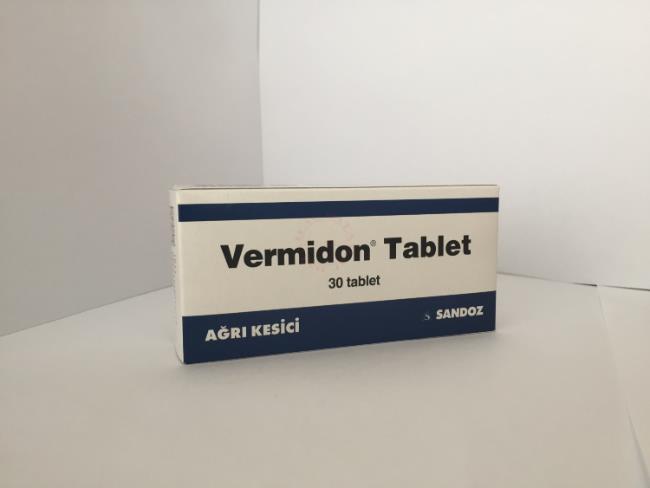 Vermidon® Tablet
30 tablet
AĞRI KESİCİ
S SANDOZ